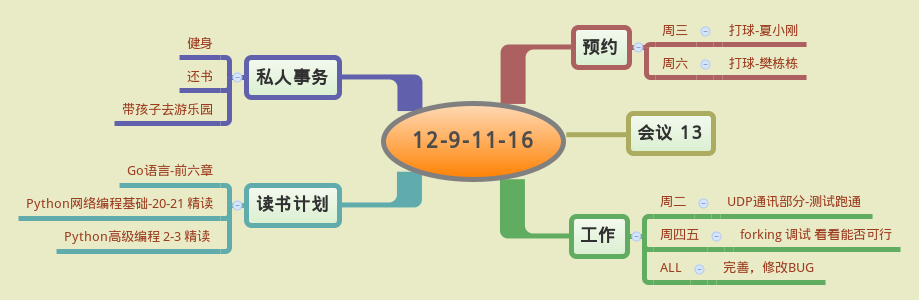 12-9-11-16
私人事务
健身
还书
带孩子去游乐园
读书计划
Go语言-前六章
Python网络编程基础-20-21 精读
Python高级编程 2-3 精读
预约
周三 打球-夏小刚
周六 打球-樊栋栋
会议 13
工作
周二 UDP通讯部分-测试跑通
周四五 forking 调试 看看能否可行
ALL 完善，修改BUG